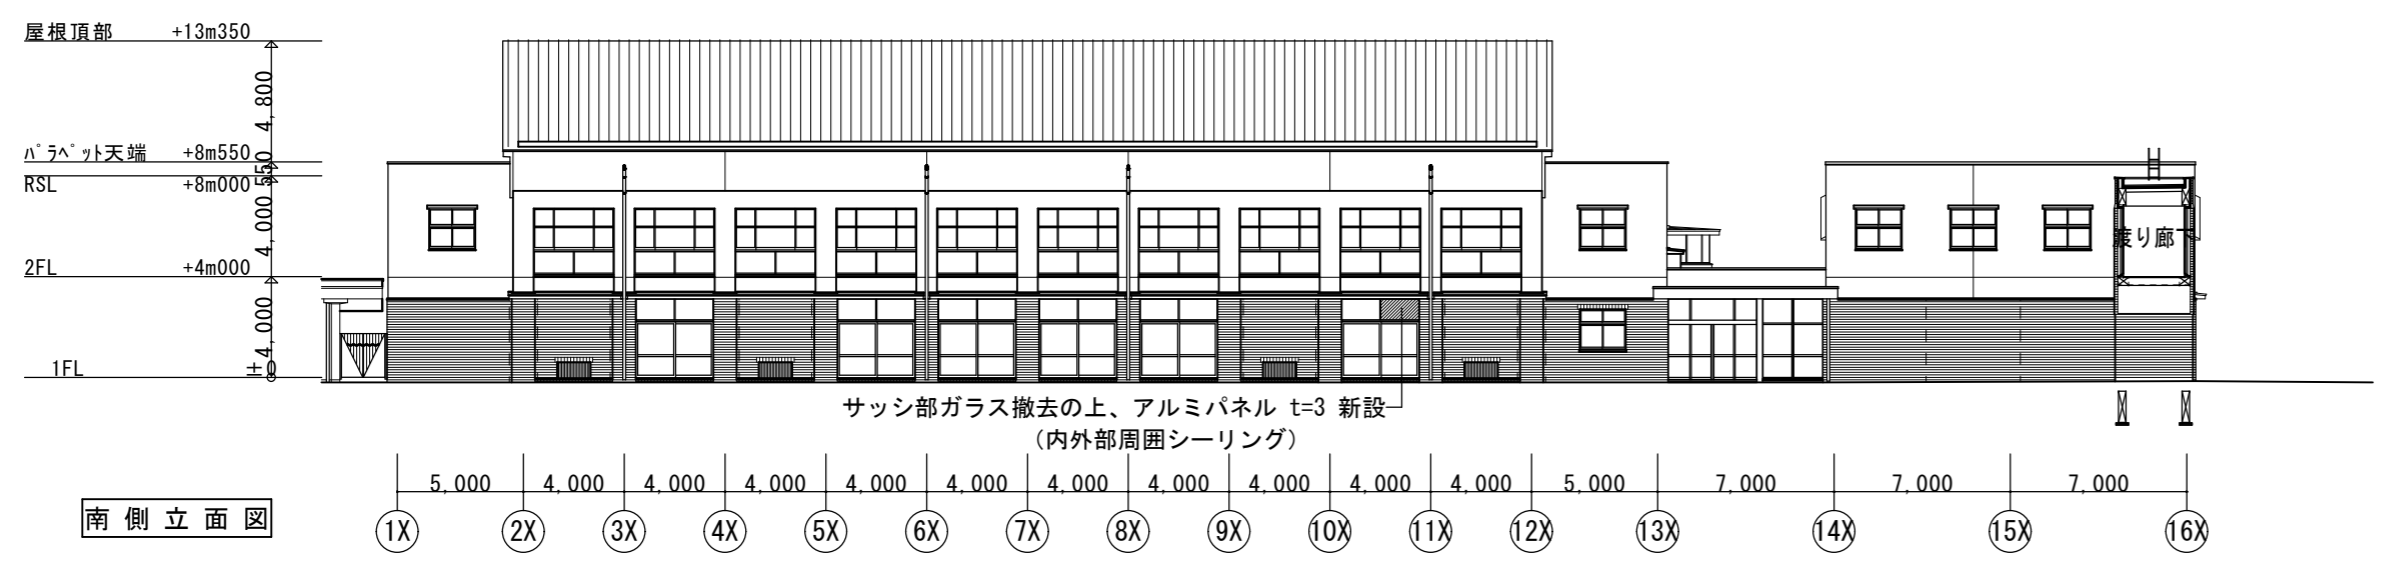 屋根頂部 +13m350
4,800
パラペット天端 +8m550
550
RSL +8m000
4,000
2FL +4m000
4,000
1FL ±0
渡り廊下
サッシ部ガラス撤去の上、アルミパネル t=3 新設
（内外部周囲シーリング）
5,000 4,000 4,000 4,000 4,000 4,000 4,000 4,000 4,000 4,000 4,000 5,000 7,000 7,000 7,000
南側立面図
1X 2X 3X 4X 5X 6X 7X 8X 9X 10X 11X 12X 13X 14X 15X 16X